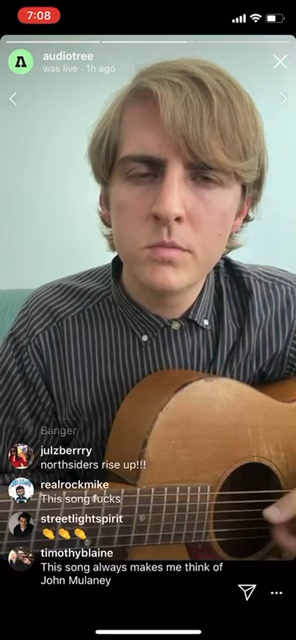 7:08
audiotree
was live · 1h ago
Banger
julzberrry
northsiders rise up!!!
realrockmike
This song fucks
streetlightspirit
👏👏👏
timothyblaine
This song always makes me think of
John Mulaney